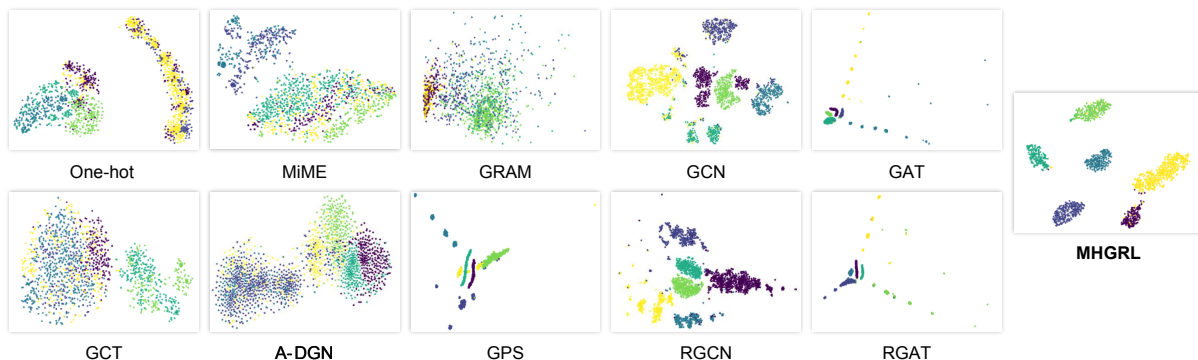 One-hot
MiME
GRAM
GCN
GAT
MHGRL
GCT
A-DGN
GPS
RGCN
RGAT